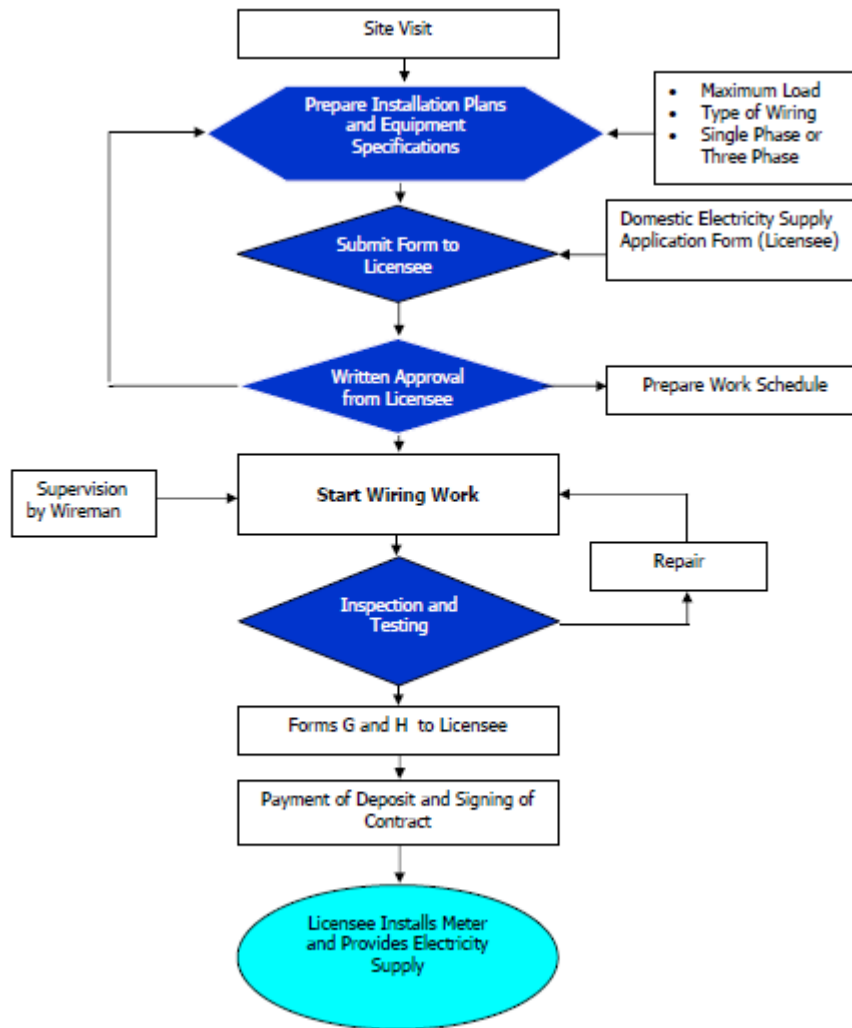 Site Visit
Prepare Installation Plans
and Equipment
Specifications
• Maximum Load
• Type of Wiring
• Single Phase or
Three Phase
Submit Form to
Licensee
Domestic Electricity Supply
Application Form (Licensee)
Written Approval
from Licensee
Prepare Work Schedule
Supervision
by Wireman
Start Wiring Work
Repair
Inspection and
Testing
Forms G and H to Licensee
Payment of Deposit and Signing of
Contract
Licensee Installs Meter
and Provides Electricity
Supply